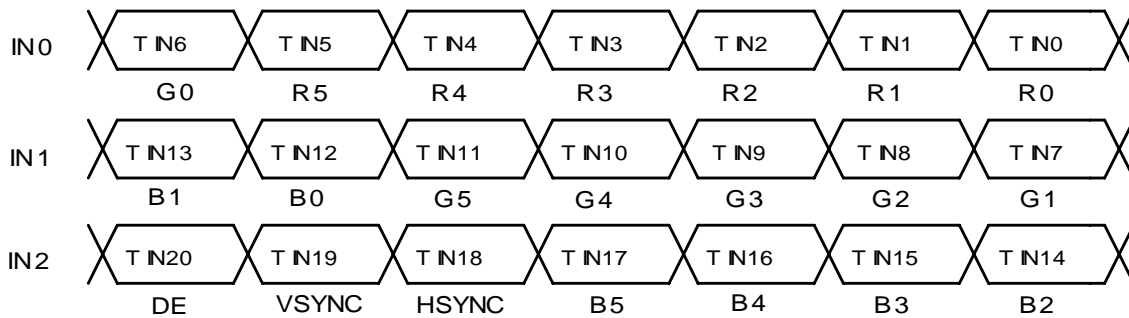 IN0 TIN6 TIN5 TIN4 TIN3 TIN2 TIN1 TIN0
G0 R5 R4 R3 R2 R1 R0
IN1 TIN13 TIN12 TIN11 TIN10 TIN9 TIN8 TIN7
B1 B0 G5 G4 G3 G2 G1
IN2 TIN20 TIN19 TIN18 TIN17 TIN16 TIN15 TIN14
DE VSYNC HSYNC B5 B4 B3 B2